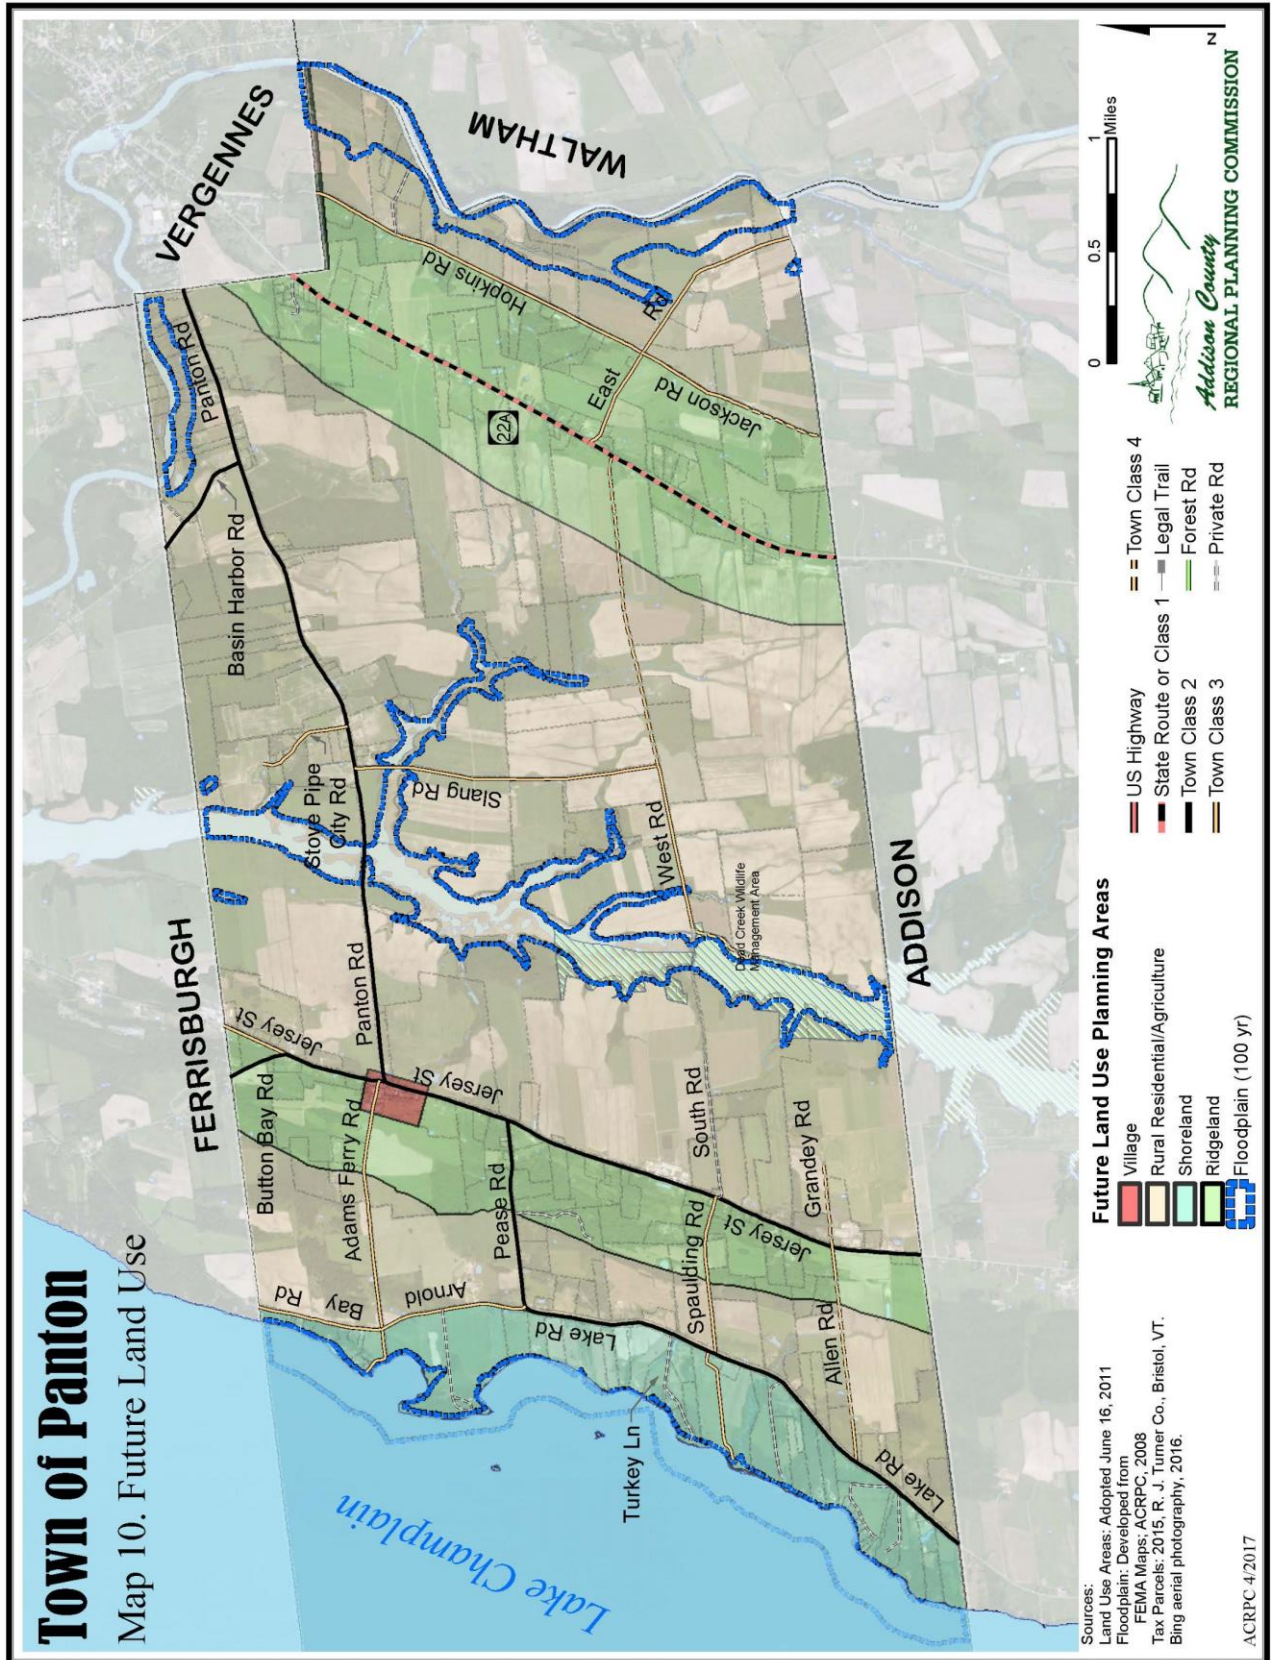 Town of Panton
Map 10. Future Land Use
FERRISBURGH
VERGENNES
WALTHAM
ADDISON
Lake Champlain
Panton Rd
Basin Harbor Rd
Stove Pipe
City Rd
Panton Rd
Slang Rd
Hopkins Rd
22A
East
Rd
Jackson Rd
West Rd
Dead Creek Wildlife
Management Area
Jersey St
Button Bay Rd
Adams Ferry Rd
Jersey St
Pease Rd
South Rd
Grandey Rd
Spaulding Rd
Jersey St
Arnold
Bay
Rd
Lake Rd
Turkey Ln
Allen Rd
Lake Rd
Sources:
Land Use Areas: Adopted June 16, 2011
Floodplain: Developed from
FEMA Maps; ACRPC, 2008
Tax Parcels: 2015, R. J. Turner Co., Bristol, VT.
Bing aerial photography, 2016.
ACRPC 4/2017
Future Land Use Planning Areas
Village
Rural Residential/Agriculture
Shoreland
Ridgeland
Floodplain (100 yr)
US Highway
State Route or Class 1
Town Class 2
Town Class 3
Town Class 4
Legal Trail
Forest Rd
Private Rd
0 0.5 1
Miles
N
Addison County
REGIONAL PLANNING COMMISSION